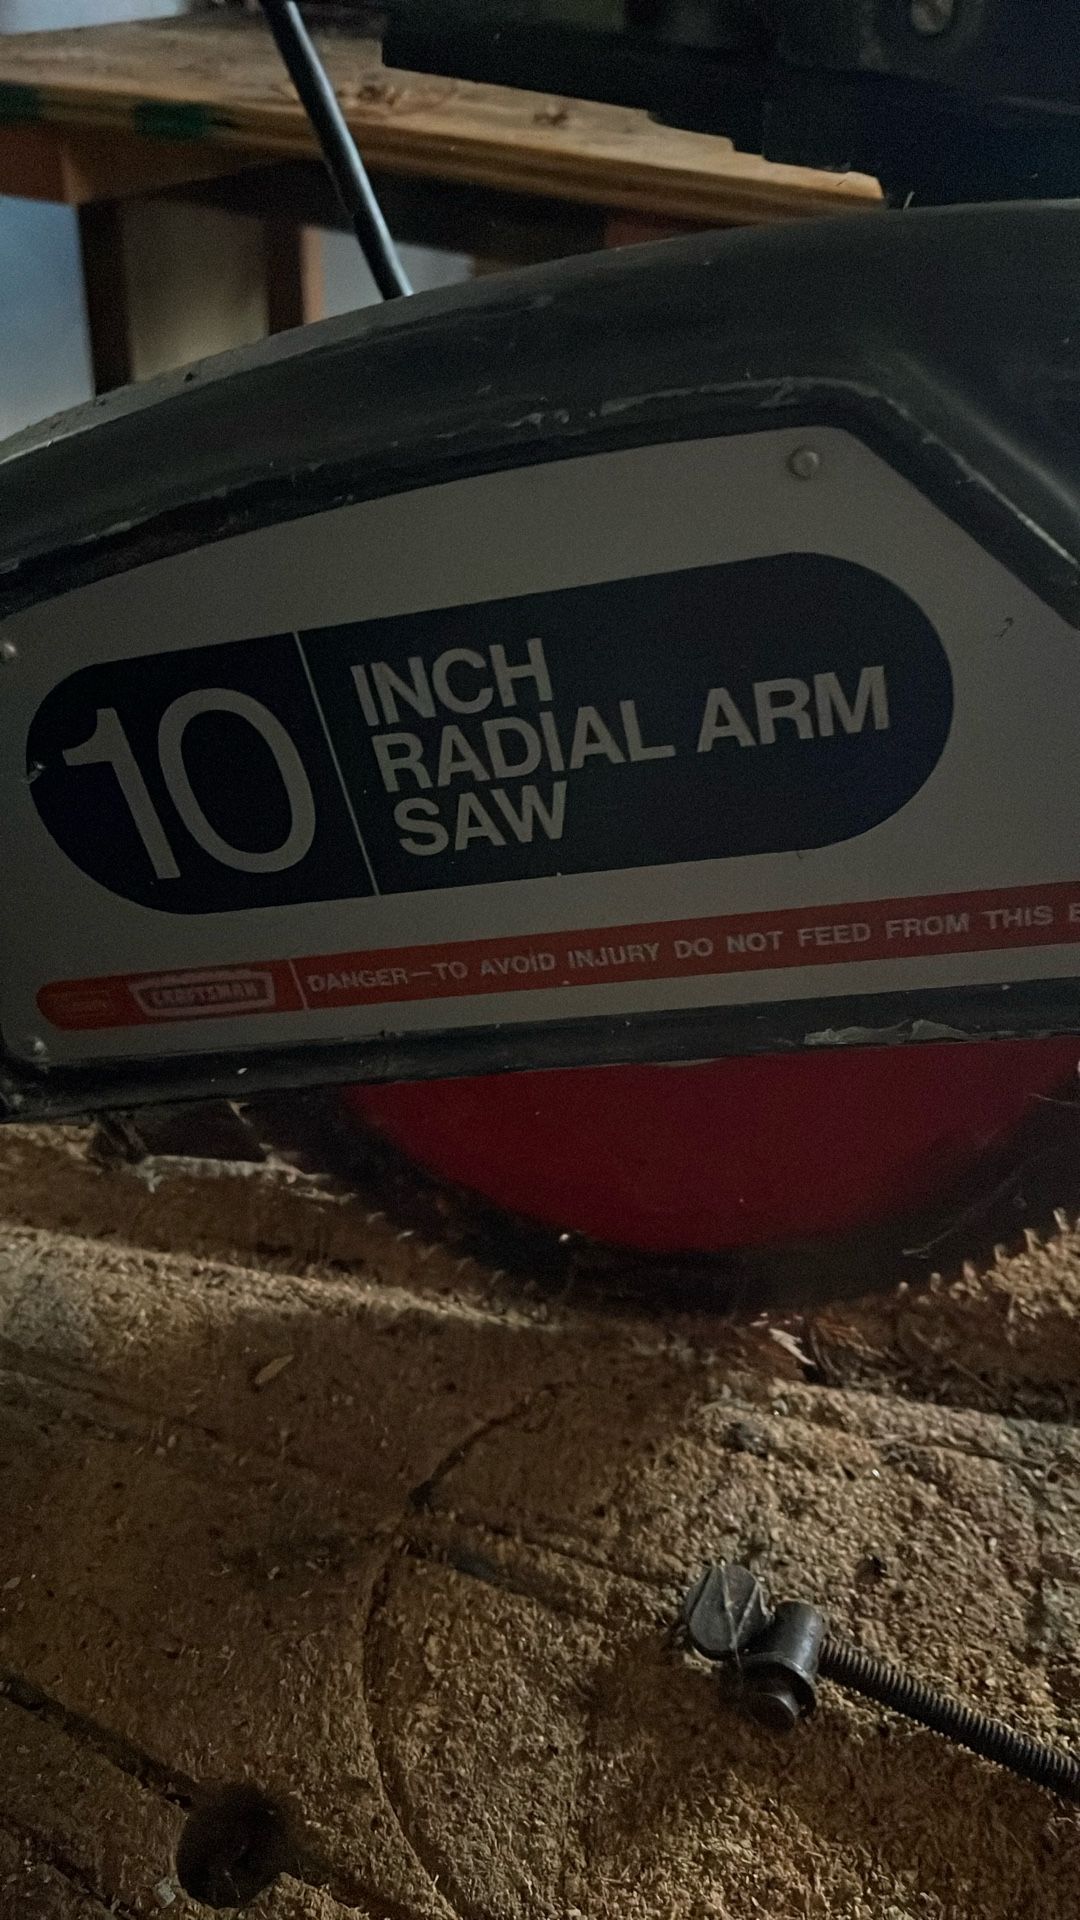 10
INCH
RADIAL ARM
SAW
CRAFTSMAN
DANGER—TO AVOID INJURY DO NOT FEED FROM THIS